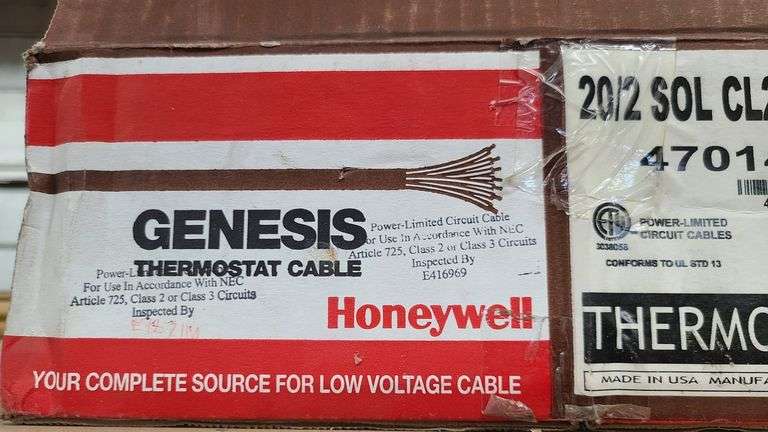 GENESIS
THERMOSTAT CABLE
Power-Limited Circuit Cable
For Use In Accordance With NEC
Article 725, Class 2 or Class 3 Circuits
Inspected By
E416969
For Use In Accordance With NEC
Article 725, Class 2 or Class 3 Circuits
Inspected By
Honeywell
YOUR COMPLETE SOURCE FOR LOW VOLTAGE CABLE
20/2 SOL CL2
4701
POWER-LIMITED
CIRCUIT CABLES
3038058
CONFORMS TO UL STD 13
THERMO
MADE IN USA MANUFA